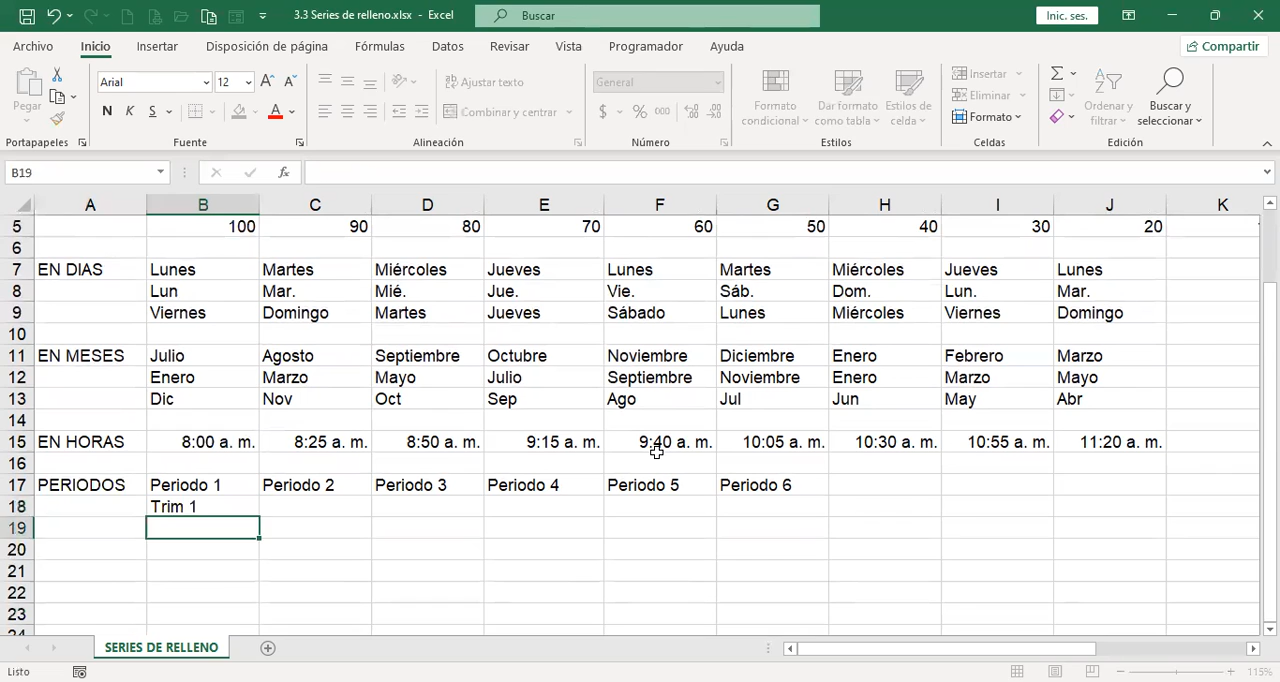 3.3 Series de relleno.xlsx - Excel
Buscar
Inic. ses.
Archivo Inicio Insertar Disposición de página Fórmulas Datos Revisar Vista Programador Ayuda
Compartir
Pegar
Portapapeles
Arial 12
N K S
Fuente
Ajustar texto
Combinar y centrar
Alineación
General
$ % 000
Número
Formato condicional
Dar formato como tabla
Estilos de celda
Estilos
Insertar
Eliminar
Formato
Celdas
Ordenar y filtrar
Buscar y seleccionar
Edición
B19 fx
A B C D E F G H I J K
5 100 90 80 70 60 50 40 30 20
6
7 EN DIAS Lunes Martes Miércoles Jueves Lunes Martes Miércoles Jueves Lunes
8 Lun Mar. Mié. Jue. Vie. Sáb. Dom. Lun. Mar.
9 Viernes Domingo Martes Jueves Sábado Lunes Miércoles Viernes Domingo
10
11 EN MESES Julio Agosto Septiembre Octubre Noviembre Diciembre Enero Febrero Marzo
12 Enero Marzo Mayo Julio Septiembre Noviembre Enero Marzo Mayo
13 Dic Nov Oct Sep Ago Jul Jun May Abr
14
15 EN HORAS 8:00 a. m. 8:25 a. m. 8:50 a. m. 9:15 a. m. 9:40 a. m. 10:05 a. m. 10:30 a. m. 10:55 a. m. 11:20 a. m.
16
17 PERIODOS Periodo 1 Periodo 2 Periodo 3 Periodo 4 Periodo 5 Periodo 6
18 Trim 1
19
20
21
22
23
24
SERIES DE RELLENO
Listo
115%